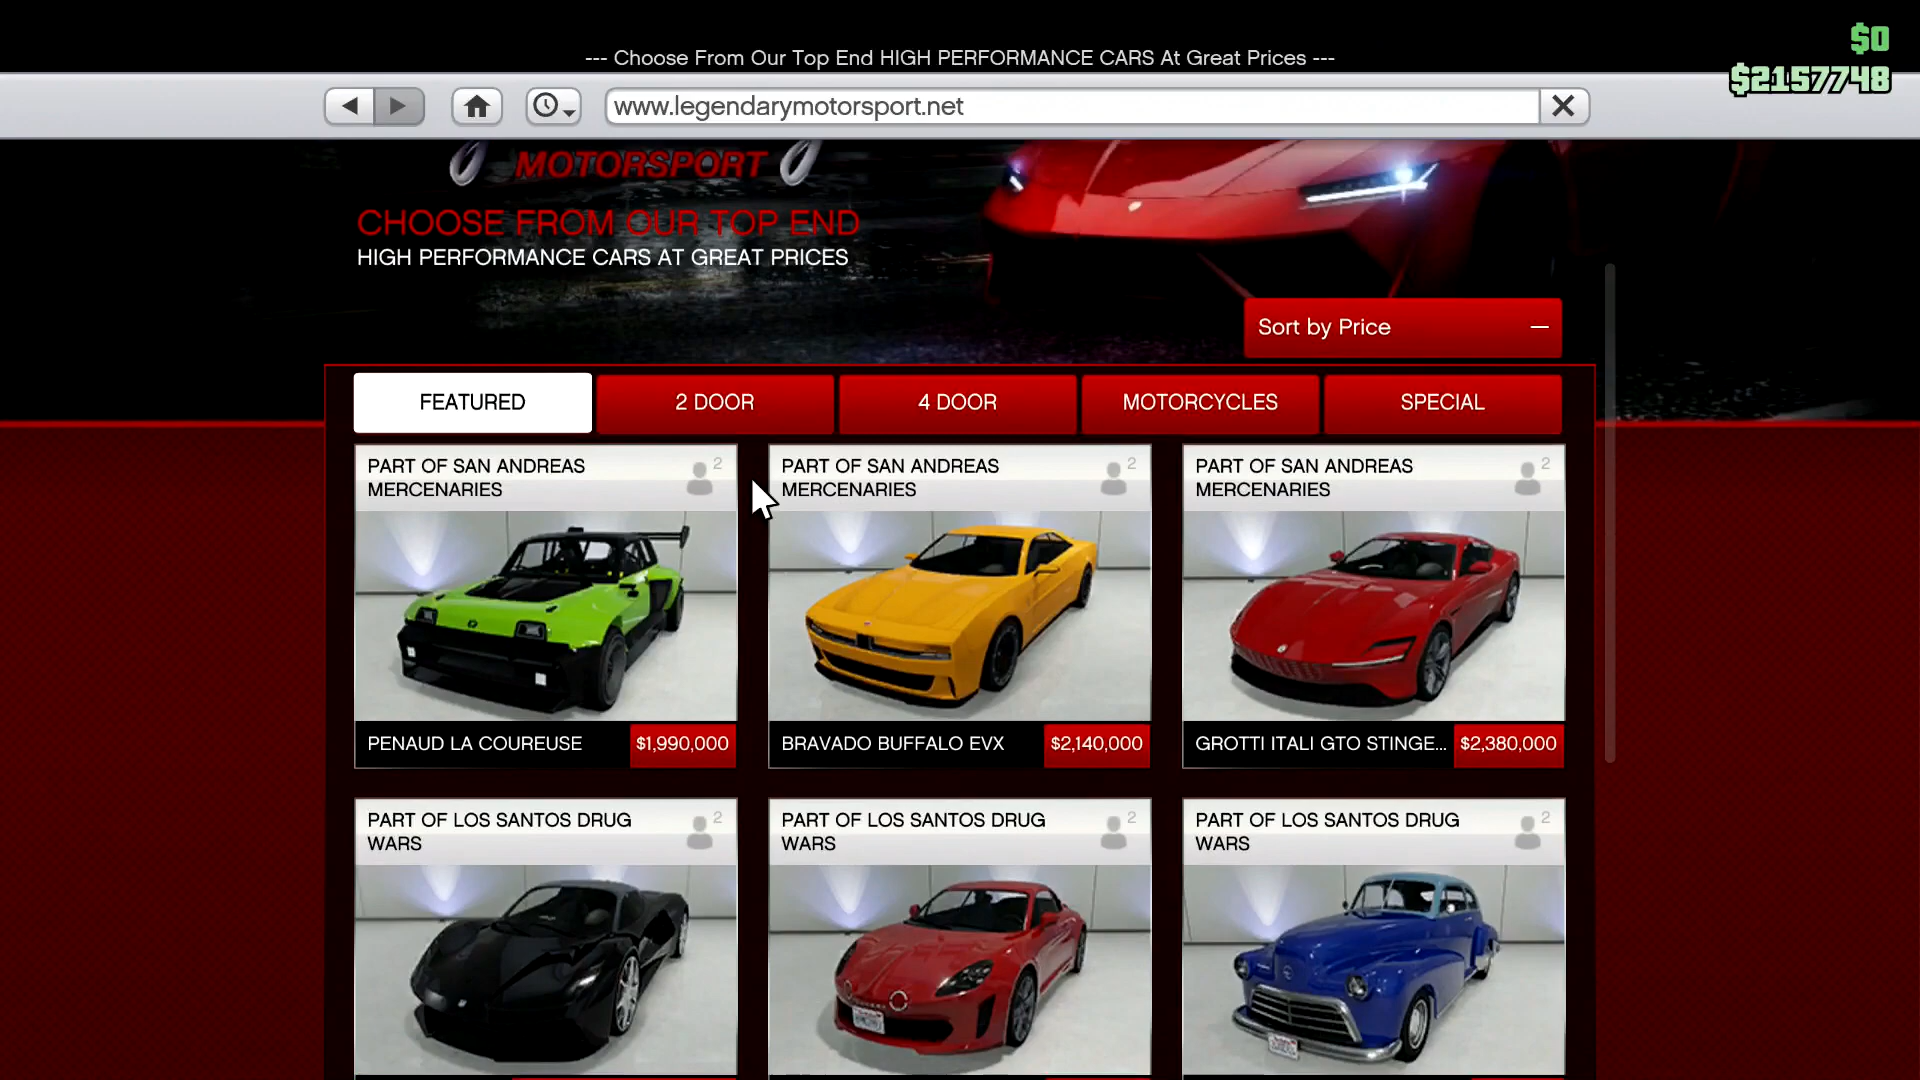 --- Choose From Our Top End HIGH PERFORMANCE CARS At Great Prices ---
$0
$2157748
www.legendarymotorsport.net
MOTORSPORT
CHOOSE FROM OUR TOP END
HIGH PERFORMANCE CARS AT GREAT PRICES
Sort by Price
FEATURED
2 DOOR
4 DOOR
MOTORCYCLES
SPECIAL
PART OF SAN ANDREAS
MERCENARIES
2
PART OF SAN ANDREAS
MERCENARIES
2
PART OF SAN ANDREAS
MERCENARIES
2
PENAUD LA COUREUSE
$1,990,000
BRAVADO BUFFALO EVX
$2,140,000
GROTTI ITALI GTO STINGE...
$2,380,000
PART OF LOS SANTOS DRUG
WARS
2
PART OF LOS SANTOS DRUG
WARS
2
PART OF LOS SANTOS DRUG
WARS
2